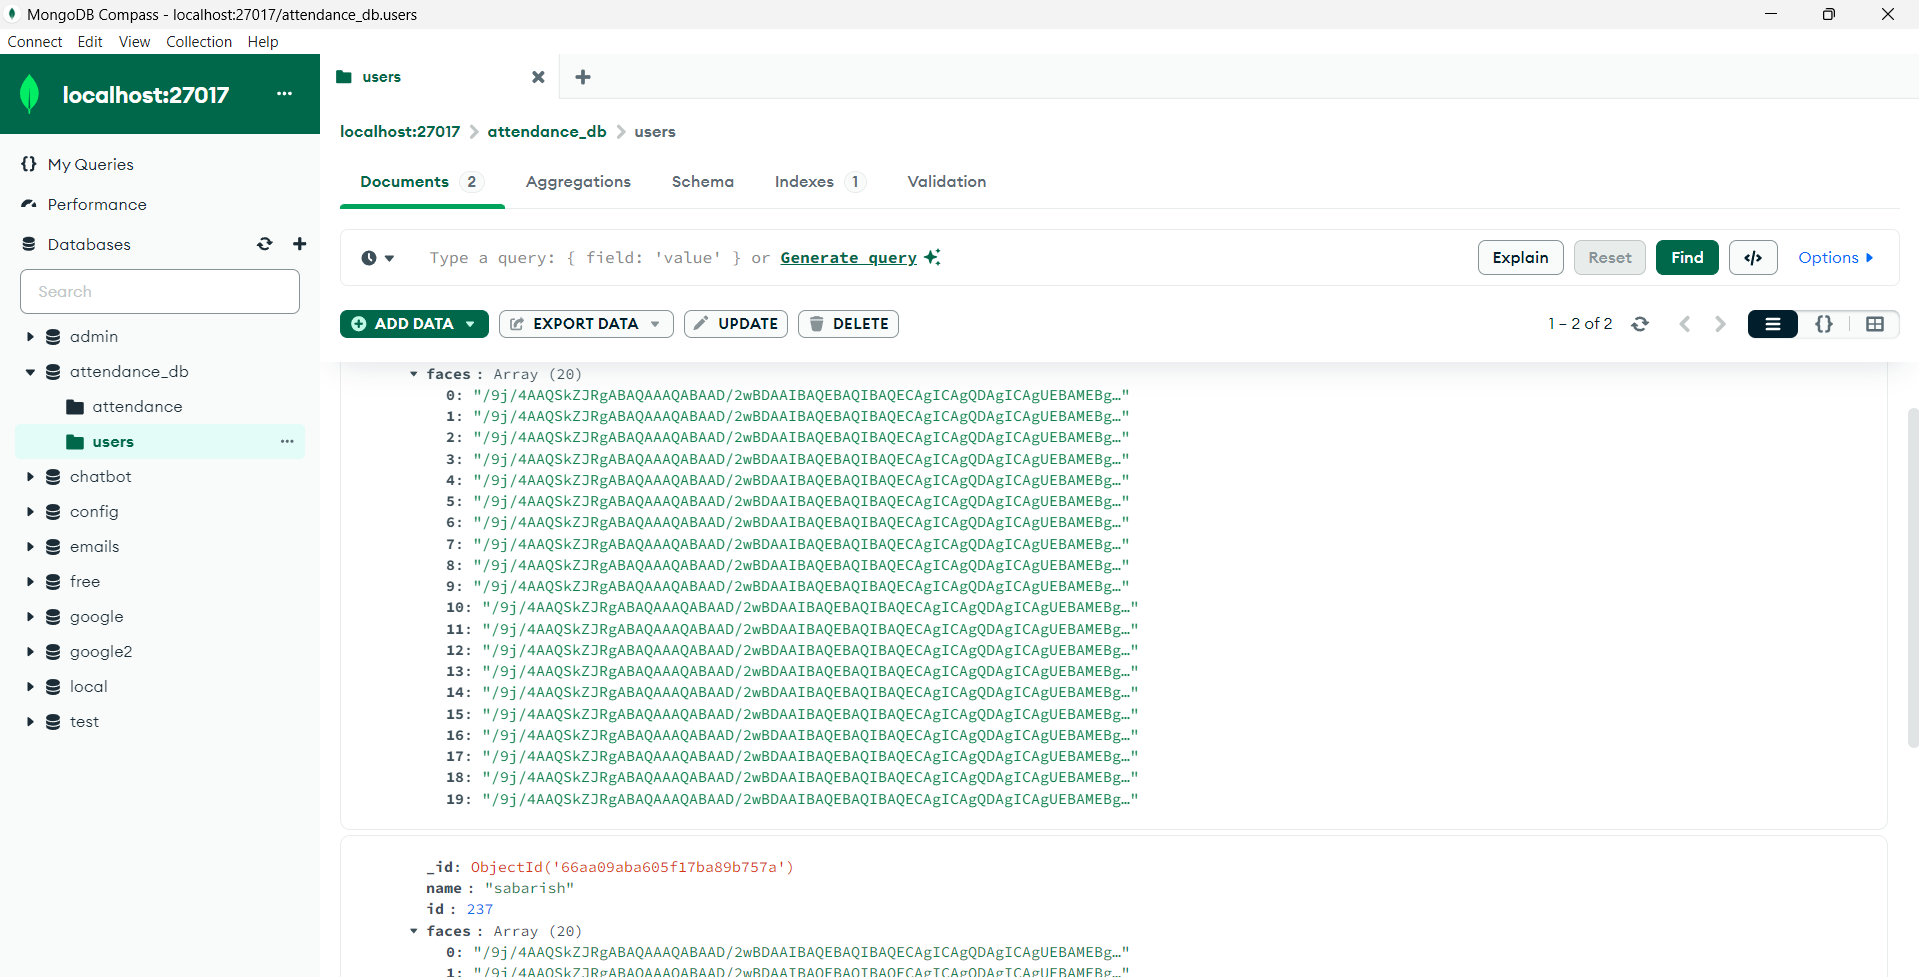 MongoDB Compass - localhost:27017/attendance_db.users
Connect Edit View Collection Help
localhost:27017 ...
{} My Queries
Performance
Databases
Search
admin
attendance_db
attendance
users ...
chatbot
config
emails
free
google
google2
local
test
users
localhost:27017 > attendance_db > users
Documents 2 Aggregations Schema Indexes 1 Validation
Type a query: { field: 'value' } or Generate query
Explain Reset Find </> Options
ADD DATA EXPORT DATA UPDATE DELETE
1 – 2 of 2 {}
faces : Array (20)
0: "/9j/4AAQSkZJRgABAQAAAQABAAD/2wBDAAIBAQEBAQIBAQECAgICAgQDAgICAgUEBAMEBg…"
1: "/9j/4AAQSkZJRgABAQAAAQABAAD/2wBDAAIBAQEBAQIBAQECAgICAgQDAgICAgUEBAMEBg…"
2: "/9j/4AAQSkZJRgABAQAAAQABAAD/2wBDAAIBAQEBAQIBAQECAgICAgQDAgICAgUEBAMEBg…"
3: "/9j/4AAQSkZJRgABAQAAAQABAAD/2wBDAAIBAQEBAQIBAQECAgICAgQDAgICAgUEBAMEBg…"
4: "/9j/4AAQSkZJRgABAQAAAQABAAD/2wBDAAIBAQEBAQIBAQECAgICAgQDAgICAgUEBAMEBg…"
5: "/9j/4AAQSkZJRgABAQAAAQABAAD/2wBDAAIBAQEBAQIBAQECAgICAgQDAgICAgUEBAMEBg…"
6: "/9j/4AAQSkZJRgABAQAAAQABAAD/2wBDAAIBAQEBAQIBAQECAgICAgQDAgICAgUEBAMEBg…"
7: "/9j/4AAQSkZJRgABAQAAAQABAAD/2wBDAAIBAQEBAQIBAQECAgICAgQDAgICAgUEBAMEBg…"
8: "/9j/4AAQSkZJRgABAQAAAQABAAD/2wBDAAIBAQEBAQIBAQECAgICAgQDAgICAgUEBAMEBg…"
9: "/9j/4AAQSkZJRgABAQAAAQABAAD/2wBDAAIBAQEBAQIBAQECAgICAgQDAgICAgUEBAMEBg…"
10: "/9j/4AAQSkZJRgABAQAAAQABAAD/2wBDAAIBAQEBAQIBAQECAgICAgQDAgICAgUEBAMEBg…"
11: "/9j/4AAQSkZJRgABAQAAAQABAAD/2wBDAAIBAQEBAQIBAQECAgICAgQDAgICAgUEBAMEBg…"
12: "/9j/4AAQSkZJRgABAQAAAQABAAD/2wBDAAIBAQEBAQIBAQECAgICAgQDAgICAgUEBAMEBg…"
13: "/9j/4AAQSkZJRgABAQAAAQABAAD/2wBDAAIBAQEBAQIBAQECAgICAgQDAgICAgUEBAMEBg…"
14: "/9j/4AAQSkZJRgABAQAAAQABAAD/2wBDAAIBAQEBAQIBAQECAgICAgQDAgICAgUEBAMEBg…"
15: "/9j/4AAQSkZJRgABAQAAAQABAAD/2wBDAAIBAQEBAQIBAQECAgICAgQDAgICAgUEBAMEBg…"
16: "/9j/4AAQSkZJRgABAQAAAQABAAD/2wBDAAIBAQEBAQIBAQECAgICAgQDAgICAgUEBAMEBg…"
17: "/9j/4AAQSkZJRgABAQAAAQABAAD/2wBDAAIBAQEBAQIBAQECAgICAgQDAgICAgUEBAMEBg…"
18: "/9j/4AAQSkZJRgABAQAAAQABAAD/2wBDAAIBAQEBAQIBAQECAgICAgQDAgICAgUEBAMEBg…"
19: "/9j/4AAQSkZJRgABAQAAAQABAAD/2wBDAAIBAQEBAQIBAQECAgICAgQDAgICAgUEBAMEBg…"
_id: ObjectId('66aa09aba605f17ba89b757a')
name : "sabarish"
id : 237
faces : Array (20)
0: "/9j/4AAQSkZJRgABAQAAAQABAAD/2wBDAAIBAQEBAQIBAQECAgICAgQDAgICAgUEBAMEBg…"
1: "/9j/4AAQSkZJRgABAQAAAQABAAD/2wBDAAIBAQEBAQIBAQECAgICAgQDAgICAgUEBAMEBg…"